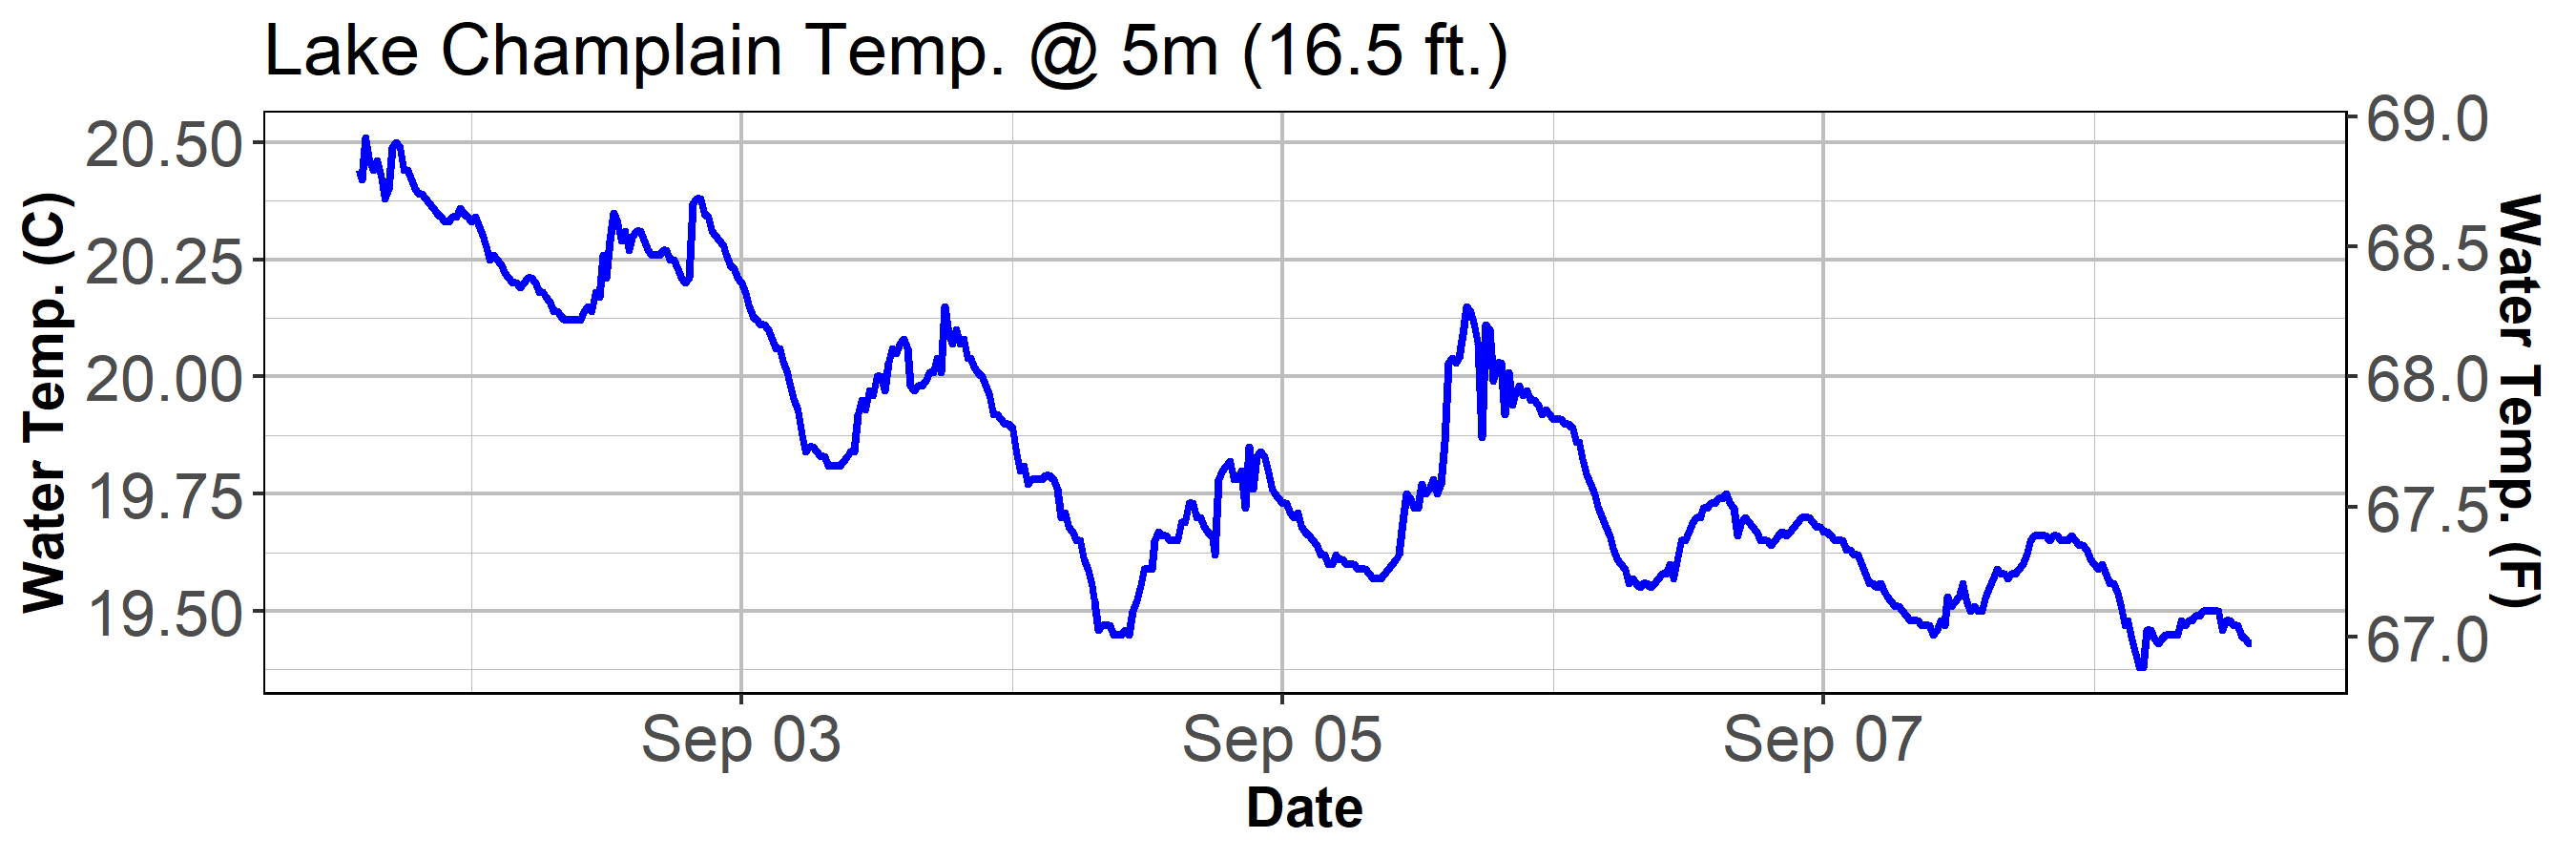 Lake Champlain Temp. @ 5m (16.5 ft.)
Water Temp. (C)
20.50
20.25
20.00
19.75
19.50
69.0
68.5
68.0
67.5
67.0
Water Temp. (F)
Sep 03
Sep 05
Sep 07
Date